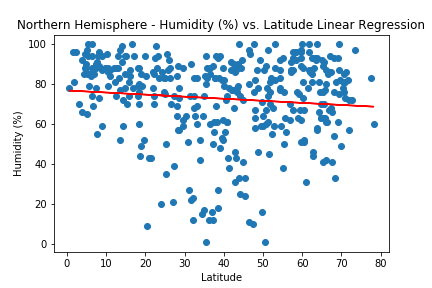 Northern Hemisphere - Humidity (%) vs. Latitude Linear Regression
100
80
60
40
20
0
Humidity (%)
0 10 20 30 40 50 60 70 80
Latitude